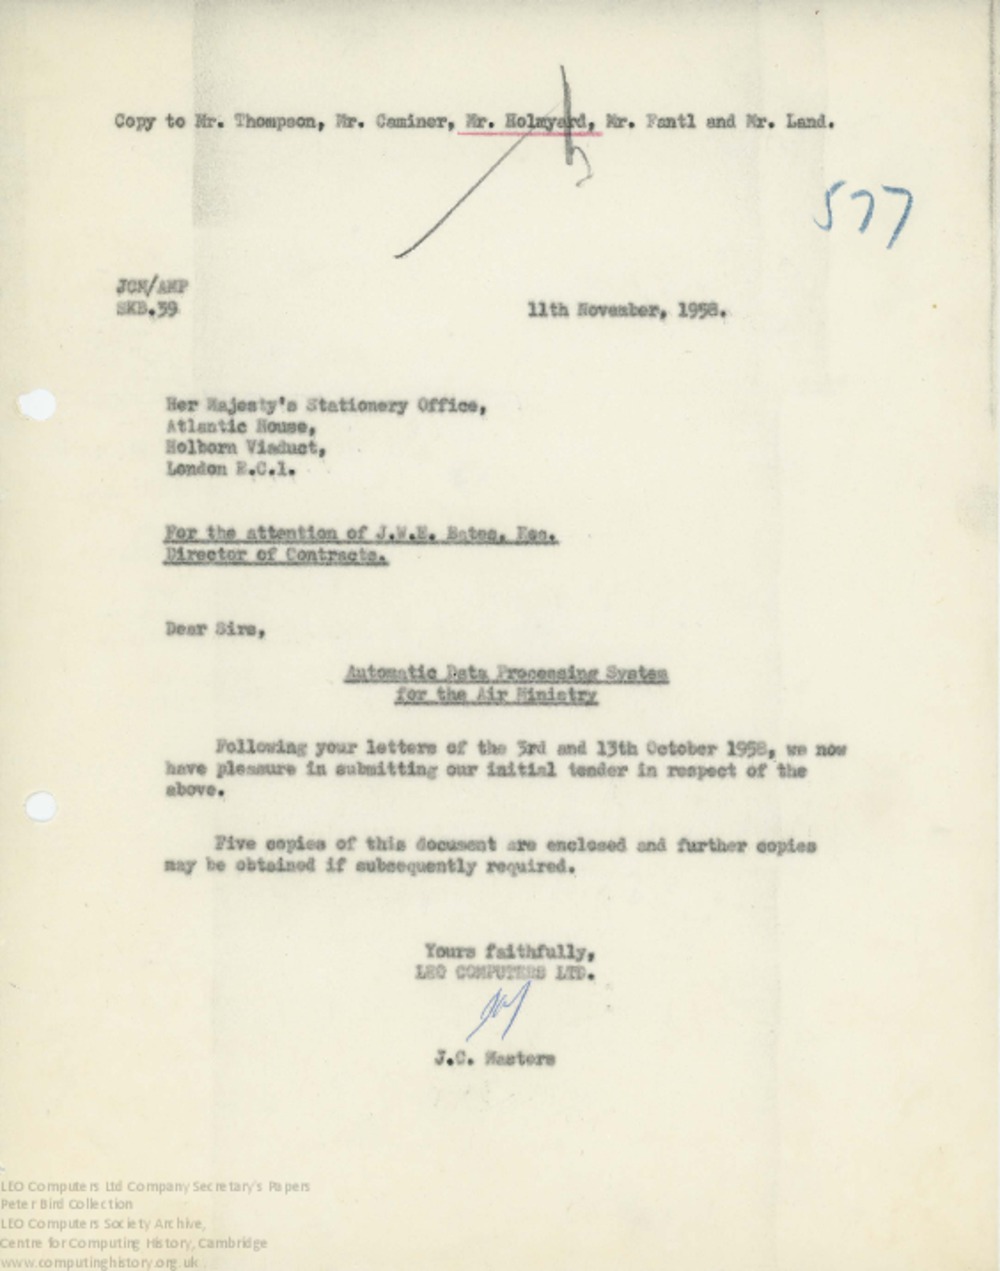 Copy to Mr. Thompson, Mr. Caminer, Mr. Holmyard, Mr. Fantl and Mr. Land.
577
JCM/AMP
SKB.39
11th November, 1958.
Her Majesty's Stationery Office,
Atlantic House,
Holborn Viaduct,
London E.C.1.
For the attention of J.W.E. Bates, Esq.
Director of Contracts.
Dear Sirs,
Automatic Data Processing System
for the Air Ministry
Following your letters of the 3rd and 13th October 1958, we now
have pleasure in submitting our initial tender in respect of the
above.
Five copies of this document are enclosed and further copies
may be obtained if subsequently required.
Yours faithfully,
LEO COMPUTERS LTD.
J.C. Masters
LEO Computers Ltd Company Secretary's Papers
Peter Bird Collection
LEO Computers Society Archive,
Centre for Computing History, Cambridge
www.computinghistory.org.uk